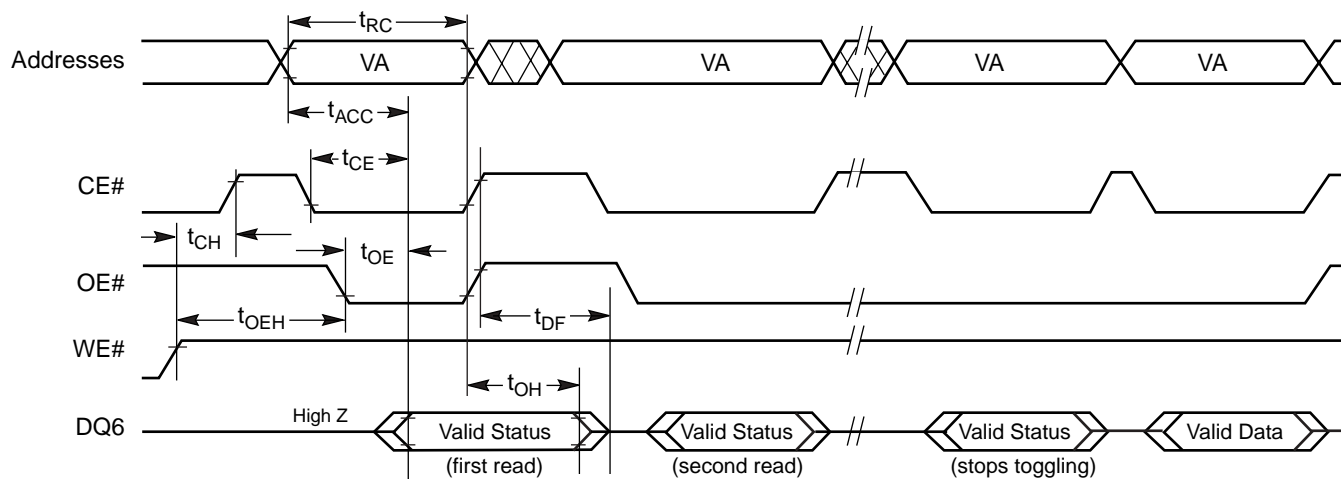 tRC
Addresses VA VA VA VA
tACC
tCE
CE#
tCH tOE
OE#
tOEH tDF
WE#
tOH
High Z
DQ6 Valid Status Valid Status Valid Status Valid Data
(first read) (second read) (stops toggling)